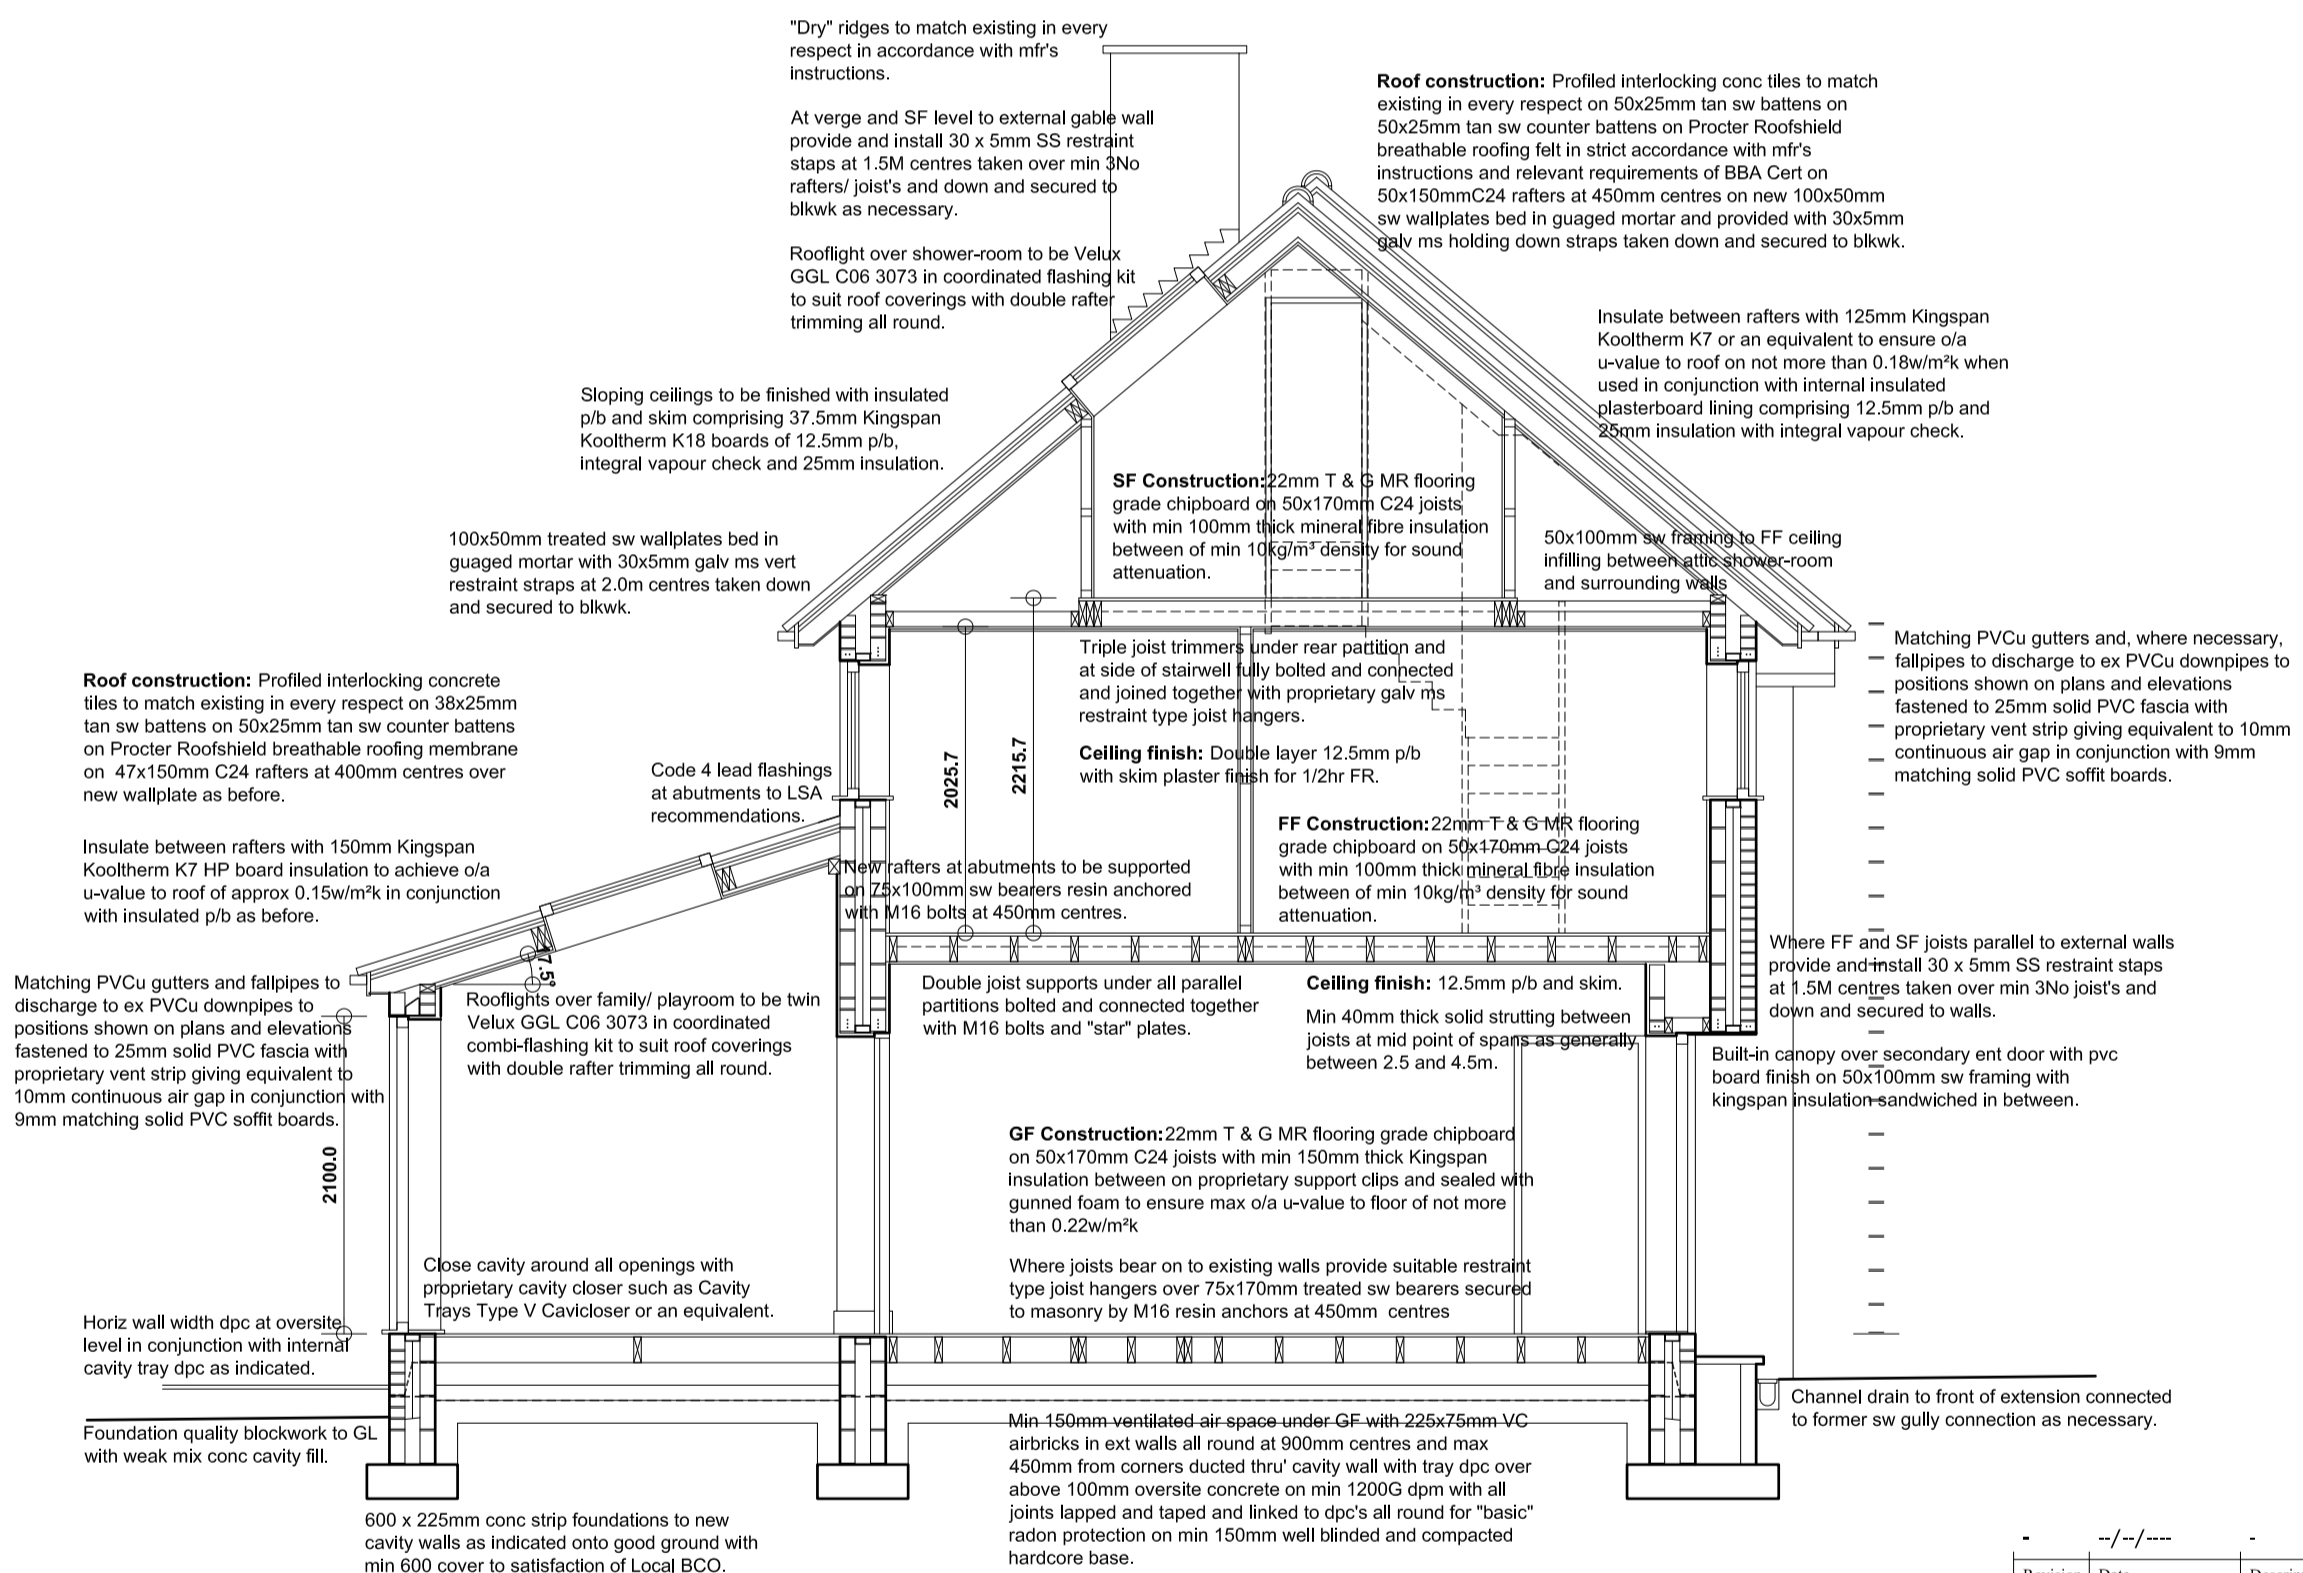 "Dry" ridges to match existing in every
respect in accordance with mfr's
instructions.
At verge and SF level to external gable wall
provide and install 30 x 5mm SS restraint
staps at 1.5M centres taken over min 3No
rafters/ joist's and down and secured to
blkwk as necessary.
Rooflight over shower-room to be Velux
GGL C06 3073 in coordinated flashing kit
to suit roof coverings with double rafter
trimming all round.
Roof construction: Profiled interlocking conc tiles to match
existing in every respect on 50x25mm tan sw battens on
50x25mm tan sw counter battens on Procter Roofshield
breathable roofing felt in strict accordance with mfr's
instructions and relevant requirements of BBA Cert on
50x150mmC24 rafters at 450mm centres on new 100x50mm
sw wallplates bed in guaged mortar and provided with 30x5mm
galv ms holding down straps taken down and secured to blkwk.
Insulate between rafters with 125mm Kingspan
Kooltherm K7 or an equivalent to ensure o/a
u-value to roof on not more than 0.18w/m²k when
used in conjunction with internal insulated
plasterboard lining comprising 12.5mm p/b and
25mm insulation with integral vapour check.
Sloping ceilings to be finished with insulated
p/b and skim comprising 37.5mm Kingspan
Kooltherm K18 boards of 12.5mm p/b,
integral vapour check and 25mm insulation.
SF Construction:22mm T & G MR flooring
grade chipboard on 50x170mm C24 joists
with min 100mm thick mineral fibre insulation
between of min 10kg/m³ density for sound
attenuation.
100x50mm treated sw wallplates bed in
guaged mortar with 30x5mm galv ms vert
restraint straps at 2.0m centres taken down
and secured to blkwk.
50x100mm sw framing to FF ceiling
infilling between attic shower-room
and surrounding walls
Triple joist trimmers under rear partition and
at side of stairwell fully bolted and connected
and joined together with proprietary galv ms
restraint type joist hangers.
Ceiling finish: Double layer 12.5mm p/b
with skim plaster finish for 1/2hr FR.
Matching PVCu gutters and, where necessary,
fallpipes to discharge to ex PVCu downpipes to
positions shown on plans and elevations
fastened to 25mm solid PVC fascia with
proprietary vent strip giving equivalent to 10mm
continuous air gap in conjunction with 9mm
matching solid PVC soffit boards.
Roof construction: Profiled interlocking concrete
tiles to match existing in every respect on 38x25mm
tan sw battens on 50x25mm tan sw counter battens
on Procter Roofshield breathable roofing membrane
on 47x150mm C24 rafters at 400mm centres over
new wallplate as before.
Code 4 lead flashings
at abutments to LSA
recommendations.
2025.7
2215.7
Insulate between rafters with 150mm Kingspan
Kooltherm K7 HP board insulation to achieve o/a
u-value to roof of approx 0.15w/m²k in conjunction
with insulated p/b as before.
New rafters at abutments to be supported
on 75x100mm sw bearers resin anchored
with M16 bolts at 450mm centres.
FF Construction:22mm T & G MR flooring
grade chipboard on 50x170mm C24 joists
with min 100mm thick mineral fibre insulation
between of min 10kg/m³ density for sound
attenuation.
Where FF and SF joists parallel to external walls
provide and install 30 x 5mm SS restraint staps
at 1.5M centres taken over min 3No joist's and
down and secured to walls.
Matching PVCu gutters and fallpipes to
discharge to ex PVCu downpipes to
positions shown on plans and elevations
fastened to 25mm solid PVC fascia with
proprietary vent strip giving equivalent to
10mm continuous air gap in conjunction with
9mm matching solid PVC soffit boards.
Rooflights over family/ playroom to be twin
Velux GGL C06 3073 in coordinated
combi-flashing kit to suit roof coverings
with double rafter trimming all round.
Double joist supports under all parallel
partitions bolted and connected together
with M16 bolts and "star" plates.
Ceiling finish: 12.5mm p/b and skim.
Min 40mm thick solid strutting between
joists at mid point of spans as generally
between 2.5 and 4.5m.
Built-in canopy over secondary ent door with pvc
board finish on 50x100mm sw framing with
kingspan insulation sandwiched in between.
2100.0
GF Construction:22mm T & G MR flooring grade chipboard
on 50x170mm C24 joists with min 150mm thick Kingspan
insulation between on proprietary support clips and sealed with
gunned foam to ensure max o/a u-value to floor of not more
than 0.22w/m²k
Where joists bear on to existing walls provide suitable restraint
type joist hangers over 75x170mm treated sw bearers secured
to masonry by M16 resin anchors at 450mm centres
Close cavity around all openings with
proprietary cavity closer such as Cavity
Trays Type V Cavicloser or an equivalent.
Horiz wall width dpc at oversite
level in conjunction with internal
cavity tray dpc as indicated.
Foundation quality blockwork to GL
with weak mix conc cavity fill.
Channel drain to front of extension connected
to former sw gully connection as necessary.
Min 150mm ventilated air space under GF with 225x75mm VC
airbricks in ext walls all round at 900mm centres and max
450mm from corners ducted thru' cavity wall with tray dpc over
above 100mm oversite concrete on min 1200G dpm with all
joints lapped and taped and linked to dpc's all round for "basic"
radon protection on min 150mm well blinded and compacted
hardcore base.
600 x 225mm conc strip foundations to new
cavity walls as indicated onto good ground with
min 600 cover to satisfaction of Local BCO.
- --/--/---- -